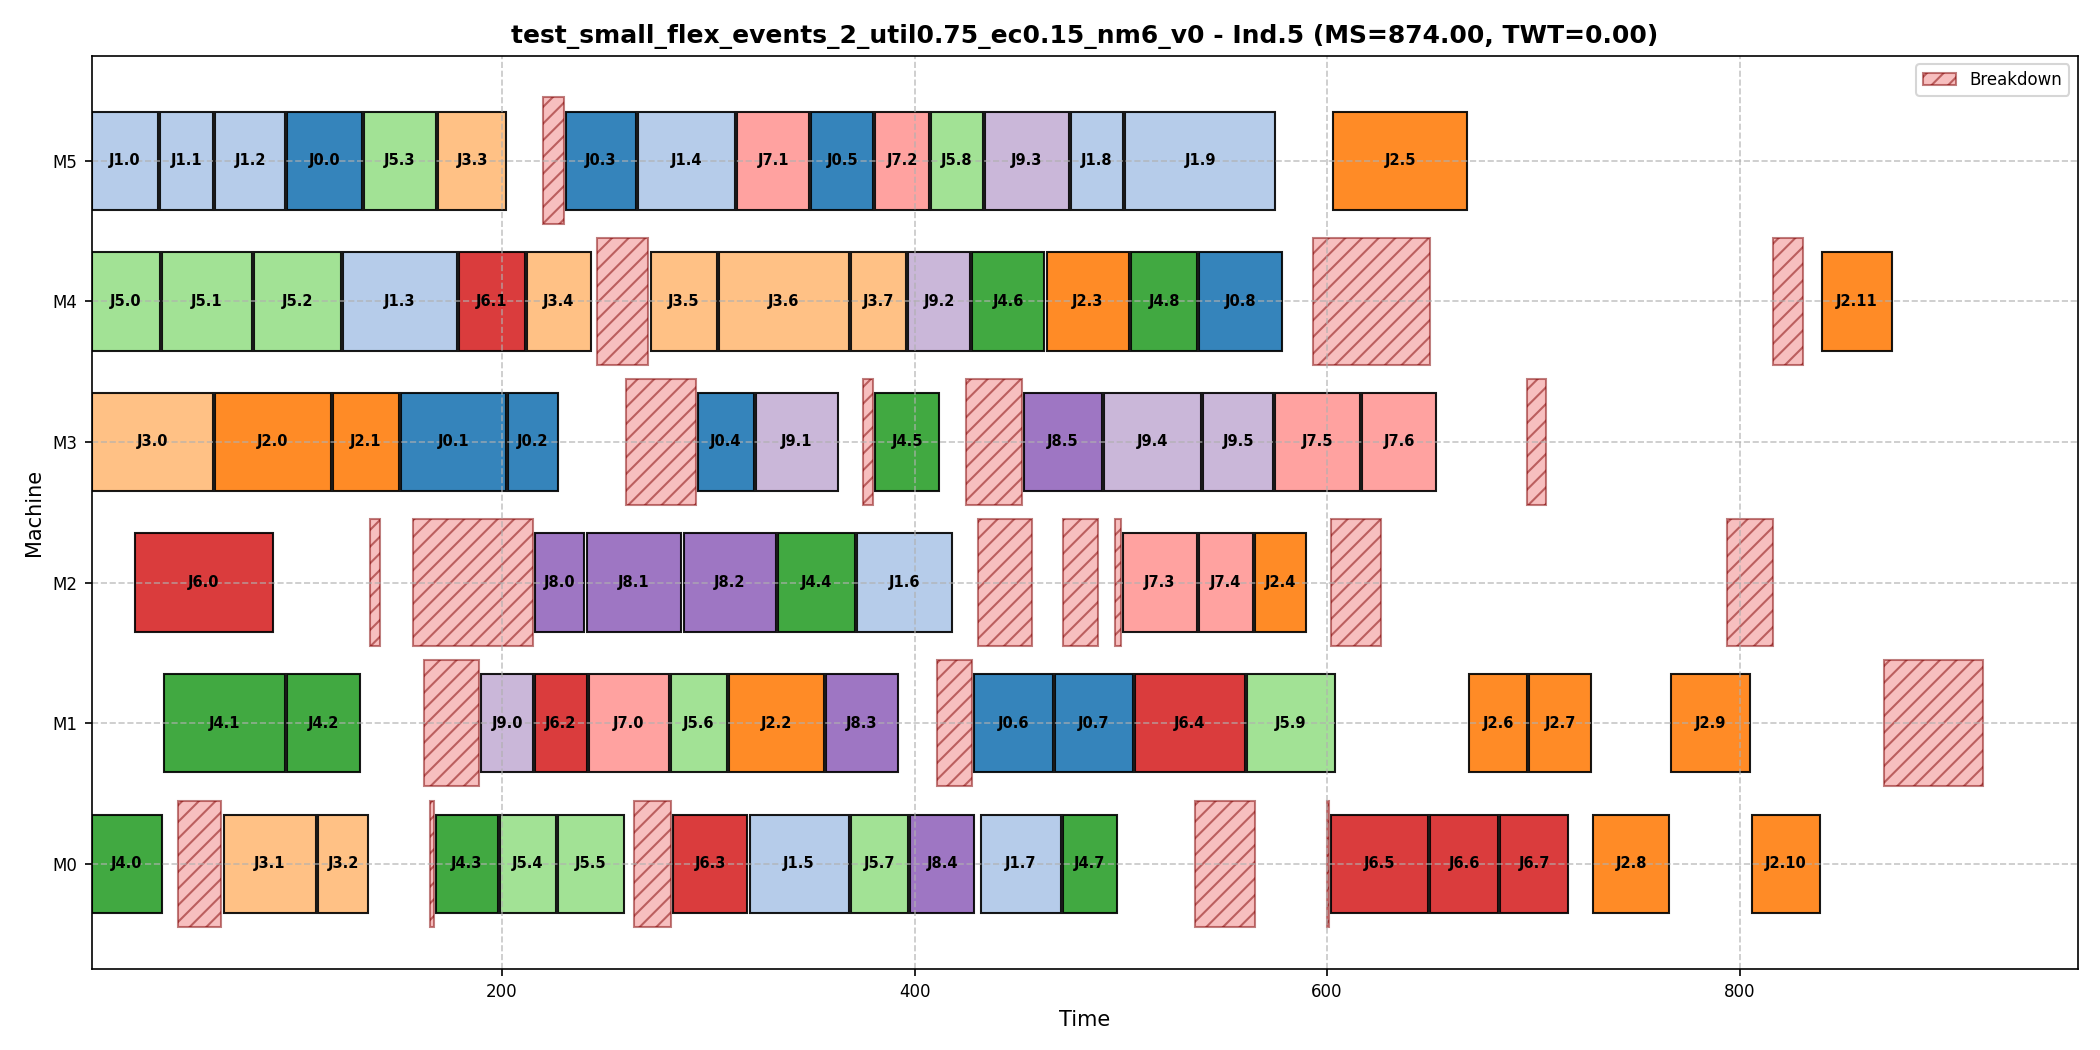 test_small_flex_events_2_util0.75_ec0.15_nm6_v0 - Ind.5 (MS=874.00, TWT=0.00)
Breakdown
M5 J1.0 J1.1 J1.2 J0.0 J5.3 J3.3 J0.3 J1.4 J7.1 J0.5 J7.2 J5.8 J9.3 J1.8 J1.9 J2.5
M4 J5.0 J5.1 J5.2 J1.3 J6.1 J3.4 J3.5 J3.6 J3.7 J9.2 J4.6 J2.3 J4.8 J0.8 J2.11
M3 J3.0 J2.0 J2.1 J0.1 J0.2 J0.4 J9.1 J4.5 J8.5 J9.4 J9.5 J7.5 J7.6
M2 J6.0 J8.0 J8.1 J8.2 J4.4 J1.6 J7.3 J7.4 J2.4
M1 J4.1 J4.2 J9.0 J6.2 J7.0 J5.6 J2.2 J8.3 J0.6 J0.7 J6.4 J5.9 J2.6 J2.7 J2.9
M0 J4.0 J3.1 J3.2 J4.3 J5.4 J5.5 J6.3 J1.5 J5.7 J8.4 J1.7 J4.7 J6.5 J6.6 J6.7 J2.8 J2.10
Machine
200 400 600 800
Time